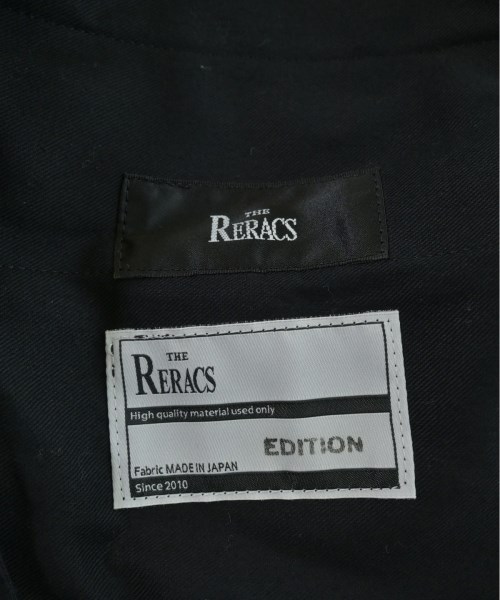 THE
RERACS
THE
RERACS
High quality material used only
EDITION
Fabric MADE IN JAPAN
Since 2010